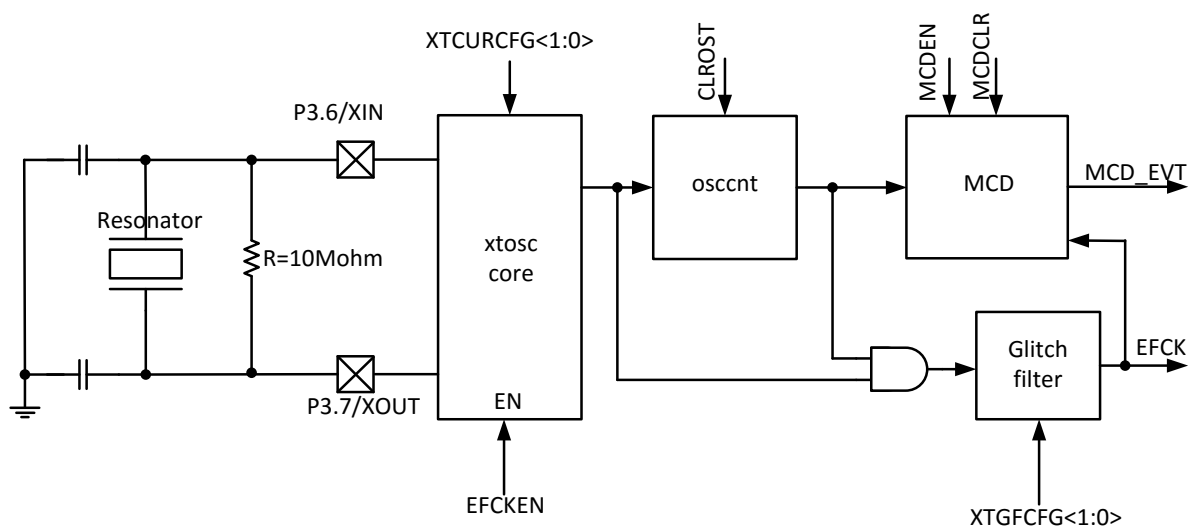 XTCURCFG<1:0>
CLROST
MCDEN
MCDCLR
P3.6/XIN
Resonator
R=10Mohm
xtosc
core
osccnt
MCD
MCD_EVT
Glitch
filter
EFCK
P3.7/XOUT
EN
EFCKEN
XTGFCFG<1:0>